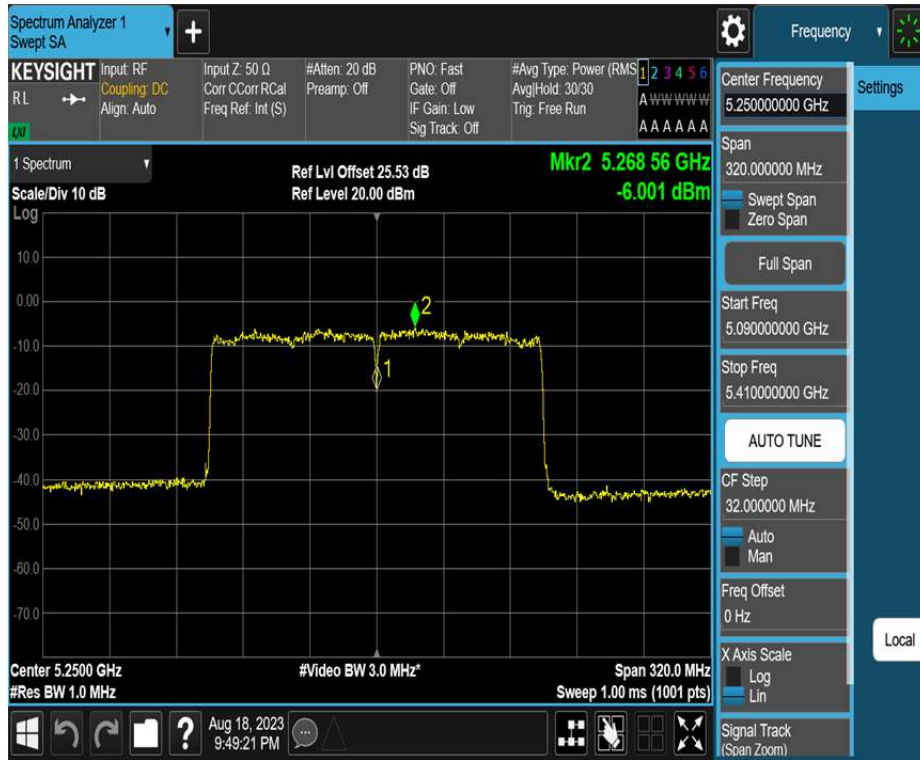 Spectrum Analyzer 1
Swept SA
+
Frequency
KEYSIGHT
RL
LXI
Input: RF
Coupling: DC
Align: Auto
Input Z: 50 Ω
Corr CCorr RCal
Freq Ref: Int (S)
#Atten: 20 dB
Preamp: Off
PNO: Fast
Gate: Off
IF Gain: Low
Sig Track: Off
#Avg Type: Power (RMS
Avg|Hold: 30/30
Trig: Free Run
1 2 3 4 5 6
A W W W W W
A A A A A A
1 Spectrum
Scale/Div 10 dB
Log
Ref Lvl Offset 25.53 dB
Ref Level 20.00 dBm
Mkr2 5.268 56 GHz
-6.001 dBm
10.0
0.00
-10.0
-20.0
-30.0
-40.0
-50.0
-60.0
-70.0
2
1
Center 5.2500 GHz
#Res BW 1.0 MHz
#Video BW 3.0 MHz*
Span 320.0 MHz
Sweep 1.00 ms (1001 pts)
?
Aug 18, 2023
9:49:21 PM
Center Frequency
5.25000000 GHz
Span
320.000000 MHz
Swept Span
Zero Span
Full Span
Start Freq
5.090000000 GHz
Stop Freq
5.410000000 GHz
AUTO TUNE
CF Step
32.000000 MHz
Auto
Man
Freq Offset
0 Hz
X Axis Scale
Log
Lin
Signal Track
(Span Zoom)
Settings
Local